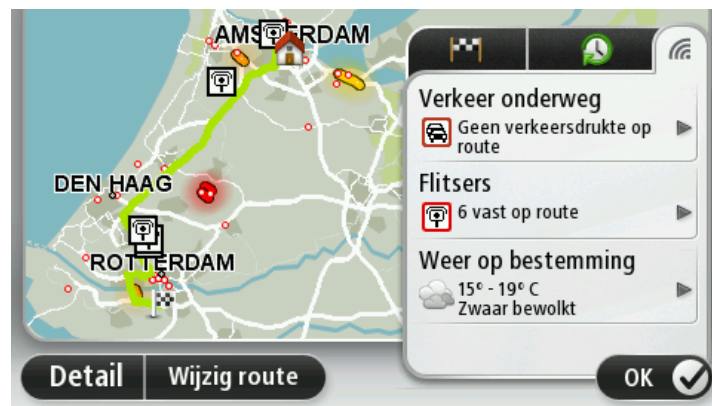 AMSTERDAM
DEN HAAG
ROTTERDAM
Verkeer onderweg
Geen verkeersdrukte op
route
Flitsers
6 vast op route
Weer op bestemming
15° - 19° C
Zwaar bewolkt
Detail
Wijzig route
OK